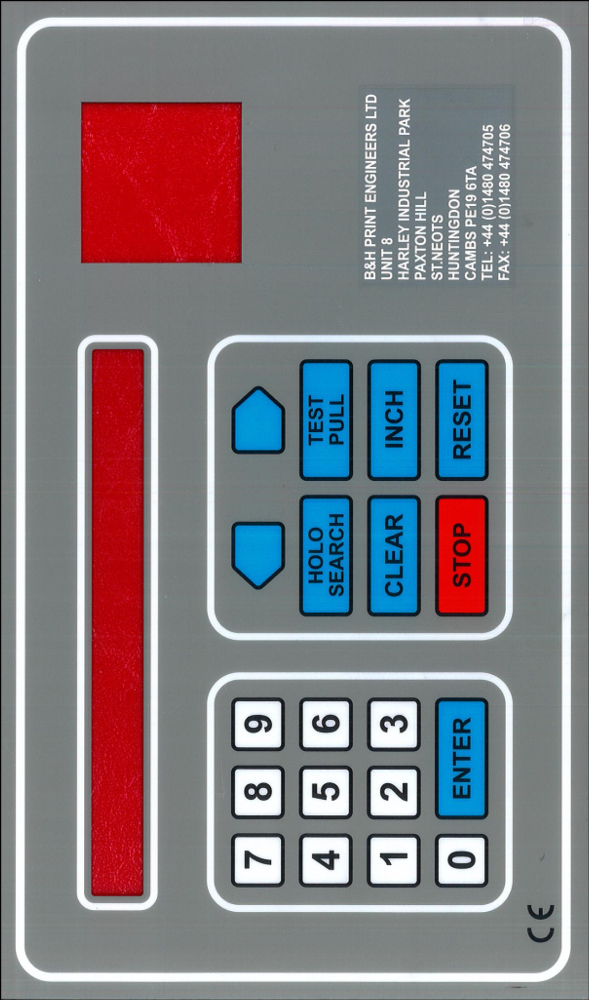 B&H PRINT ENGINEERS LTD
UNIT 8
HARLEY INDUSTRIAL PARK
PAXTON HILL
ST.NEOTS
HUNTINGDON
CAMBS PE19 6TA
TEL: +44 (0)1480 474705
FAX: +44 (0)1480 474706
7 8 9
4 5 6
1 2 3
0 ENTER
HOLO
SEARCH
TEST
PULL
CLEAR
INCH
STOP
RESET
CE